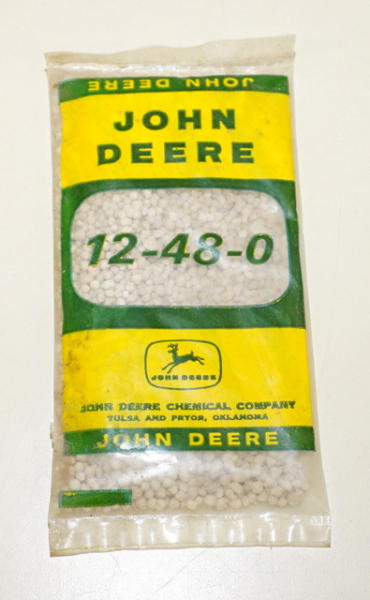 JOHN DEERE
JOHN
DEERE
12-48-0
JOHN DEERE
JOHN DEERE CHEMICAL COMPANY
TULSA AND PRYOR, OKLAHOMA
JOHN DEERE